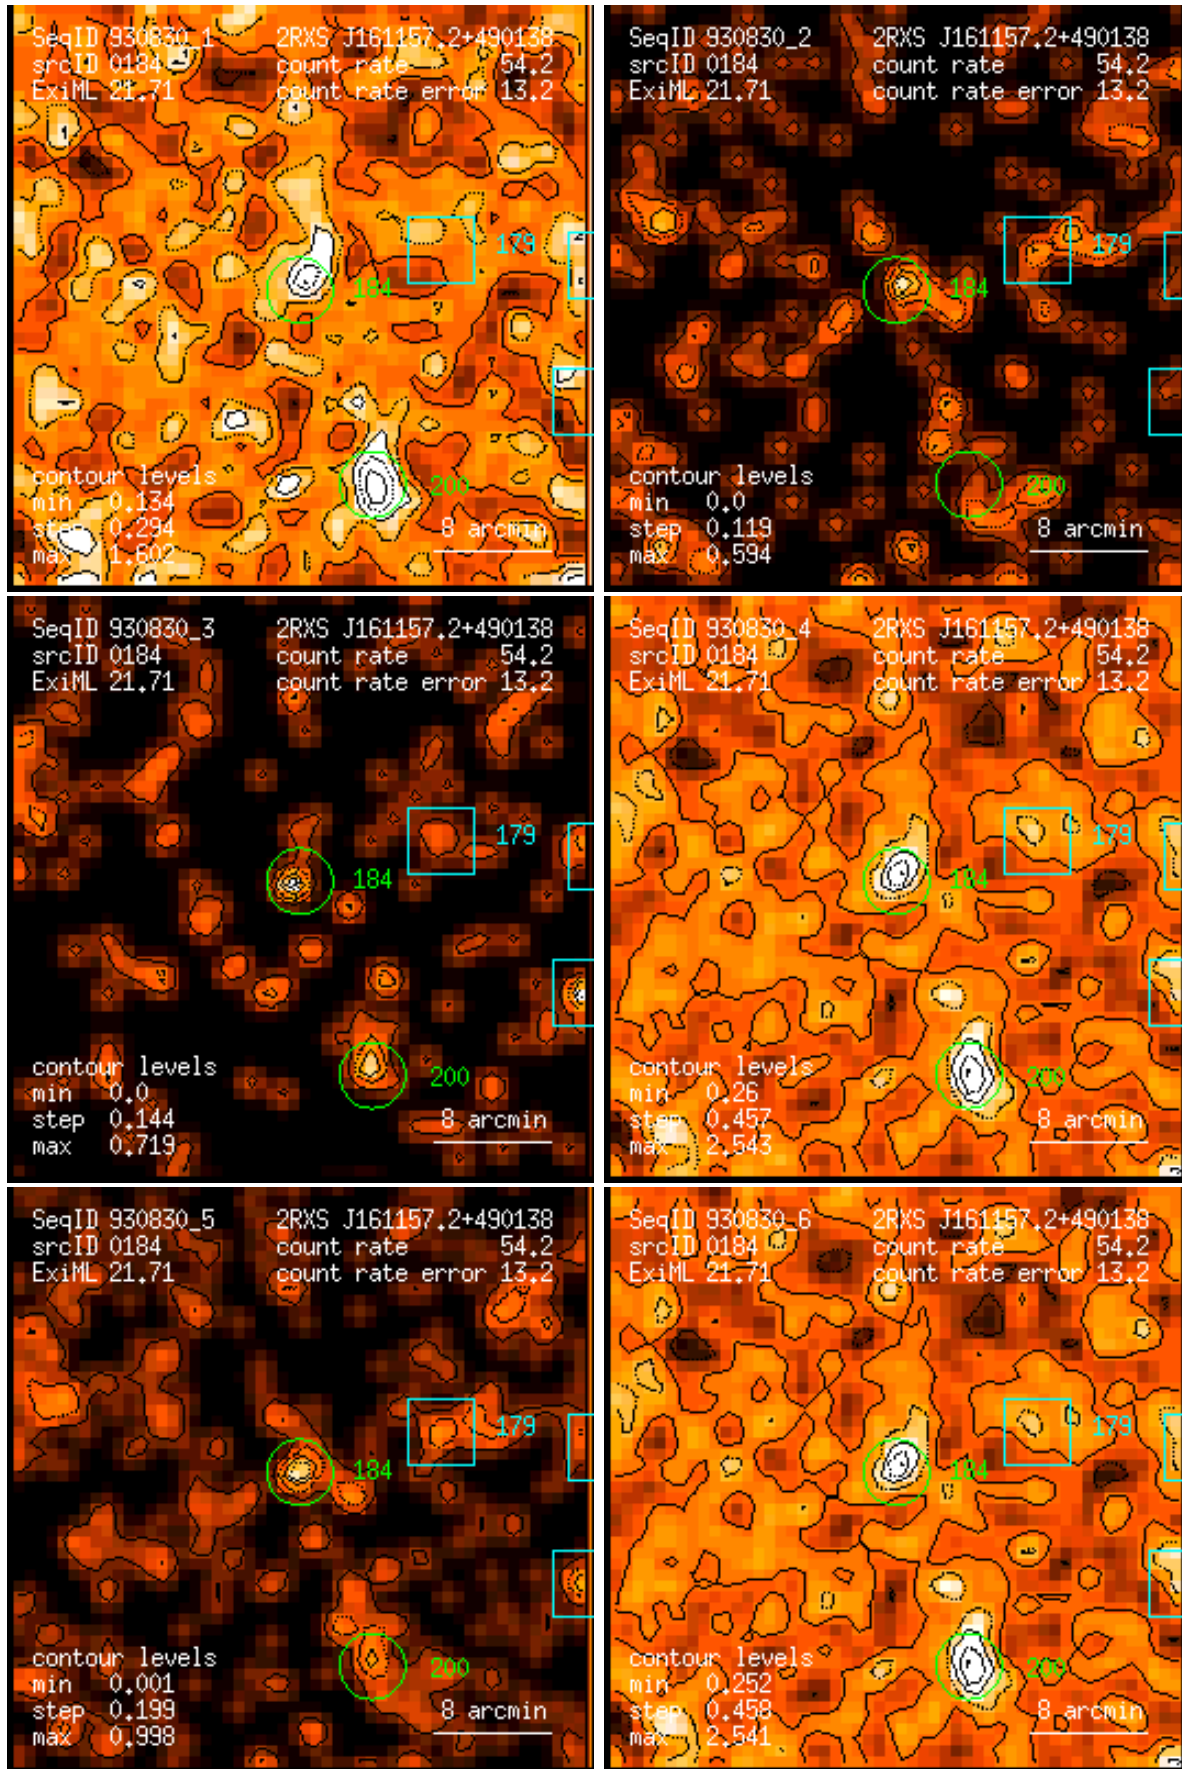 SeqID 930830_1 2RXS J161157.2+490138
srcID 0184 count rate 54.2
ExiML 21.71 count rate error 13.2
179
184
contour levels
min 0.134
200
step 0.294 8 arcmin
max 1.602
SeqID 930830_2 2RXS J161157.2+490138
srcID 0184 count rate 54.2
ExiML 21.71 count rate error 13.2
179
184
contour levels
min 0.0
200
step 0.119 8 arcmin
max 0.594
SeqID 930830_3 2RXS J161157.2+490138
srcID 0184 count rate 54.2
ExiML 21.71 count rate error 13.2
179
184
contour levels
min 0.0
200
step 0.144 8 arcmin
max 0.719
SeqID 930830_4 2RXS J161157.2+490138
srcID 0184 count rate 54.2
ExiML 21.71 count rate error 13.2
179
184
contour levels
min 0.26
200
step 0.457 8 arcmin
max 2.543
SeqID 930830_5 2RXS J161157.2+490138
srcID 0184 count rate 54.2
ExiML 21.71 count rate error 13.2
179
184
contour levels
min 0.001
200
step 0.199 8 arcmin
max 0.998
SeqID 930830_6 2RXS J161157.2+490138
srcID 0184 count rate 54.2
ExiML 21.71 count rate error 13.2
179
184
contour levels
min 0.252
200
step 0.458 8 arcmin
max 2.541